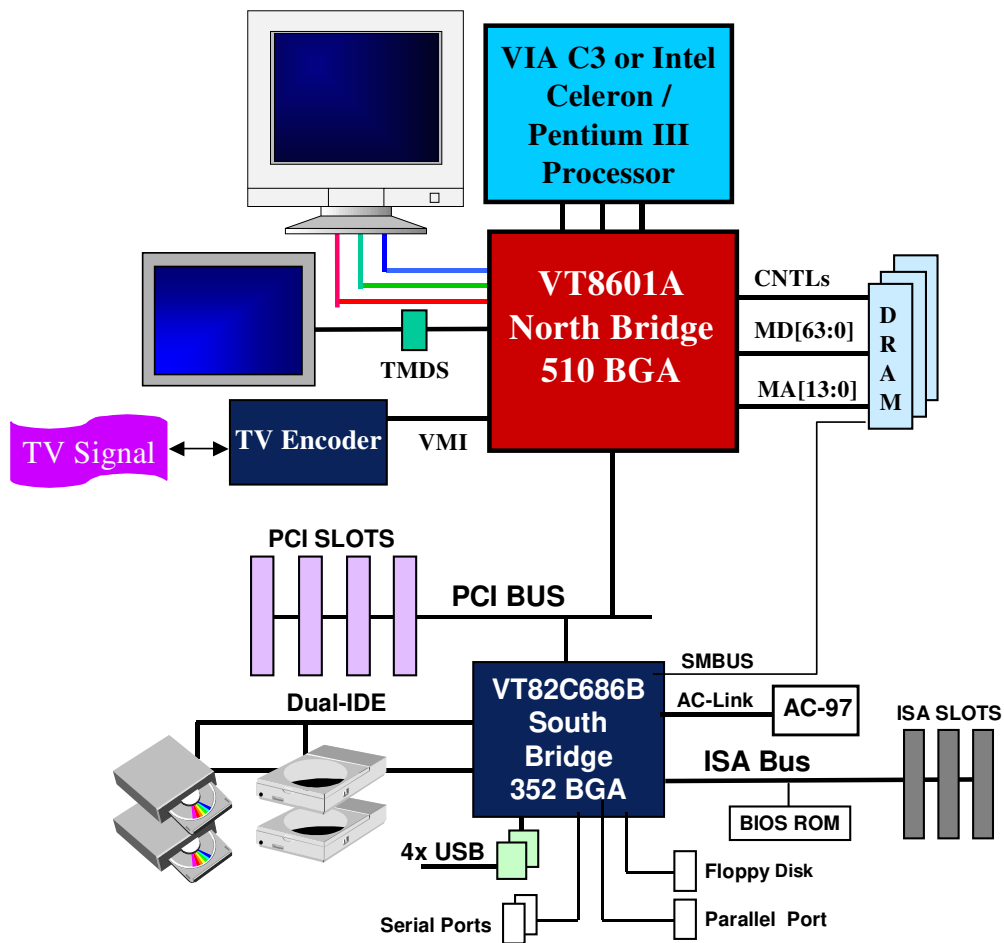 VIA C3 or Intel
Celeron /
Pentium III
Processor
VT8601A
North Bridge
510 BGA
CNTLs
MD[63:0]
MA[13:0]
DRAM
TMDS
TV Signal
TV Encoder
VMI
PCI SLOTS
PCI BUS
SMBUS
VT82C686B
South
Bridge
352 BGA
Dual-IDE
AC-Link
AC-97
ISA SLOTS
ISA Bus
BIOS ROM
4x USB
Floppy Disk
Serial Ports
Parallel Port